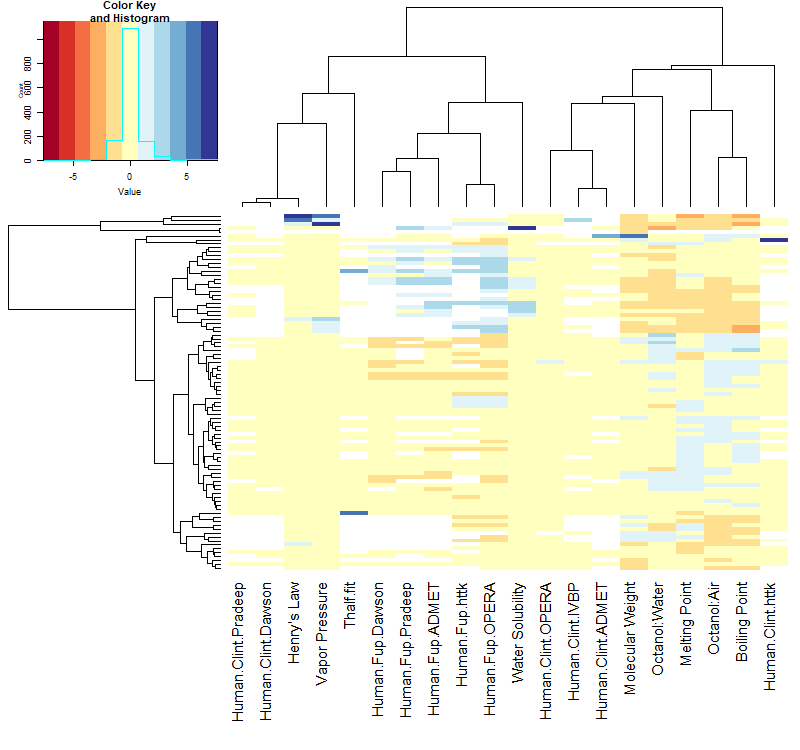 Color Key
and Histogram
Count
0 200 400 600 800
-5 0 5
Value
Human.Clint.Pradeep
Human.Clint.Dawson
Henry's Law
Vapor Pressure
Thalf.fit
Human.Fup.Dawson
Human.Fup.Pradeep
Human.Fup.ADMET
Human.Fup.httk
Human.Fup.OPERA
Water Solubility
Human.Clint.OPERA
Human.Clint.IVBP
Human.Clint.ADMET
Molecular Weight
Octanol:Water
Melting Point
Octanol:Air
Boiling Point
Human.Clint.httk